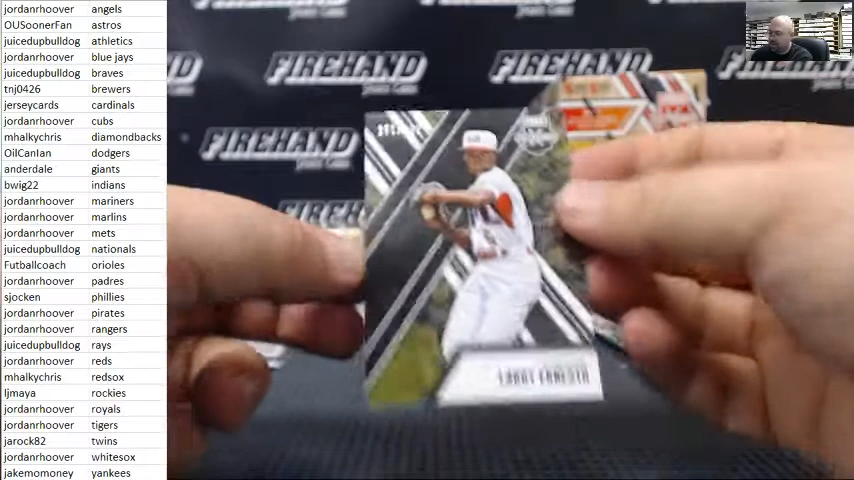 jordanrhoover angels
OUSoonerFan astros
juicedupbulldog athletics
jordanrhoover blue jays
juicedupbulldog braves
tnj0426 brewers
jerseycards cardinals
jordanrhoover cubs
mhalkychris diamondbacks
OilCanIan dodgers
anderdale giants
bwig22 indians
jordanrhoover mariners
jordanrhoover marlins
jordanrhoover mets
juicedupbulldog nationals
Futballcoach orioles
jordanrhoover padres
sjocken phillies
jordanrhoover pirates
jordanrhoover rangers
juicedupbulldog rays
jordanrhoover reds
mhalkychris redsox
ljmaya rockies
jordanrhoover royals
jordanrhoover tigers
jarock82 twins
jordanrhoover whitesox
jakemomoney yankees
FIREHAND
FIREHAND
FIREHAND
FIREHAND
LARRY ERNESTO